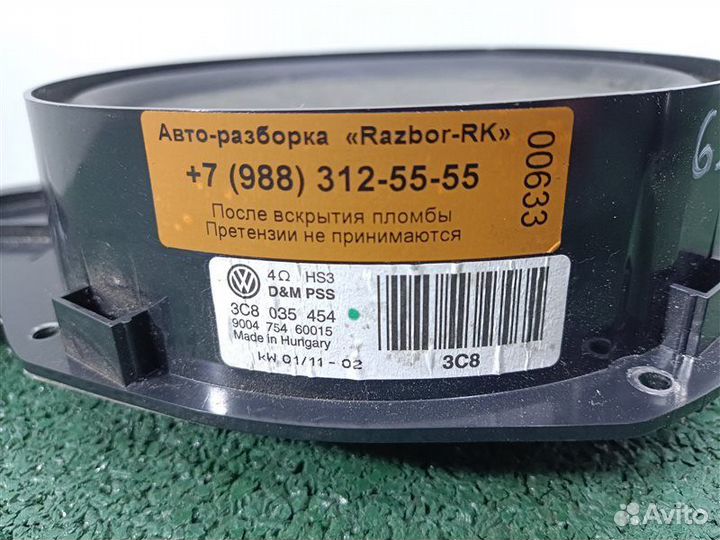 Авто-разборка «Razbor-RK»
+7 (988) 312-55-55
После вскрытия пломбы
Претензии не принимаются
00633
4Ω HS3
D&M PSS
3C8 035 454
9004 754 60015
Made in Hungary
kW 01/11 - 02
3C8
Avito